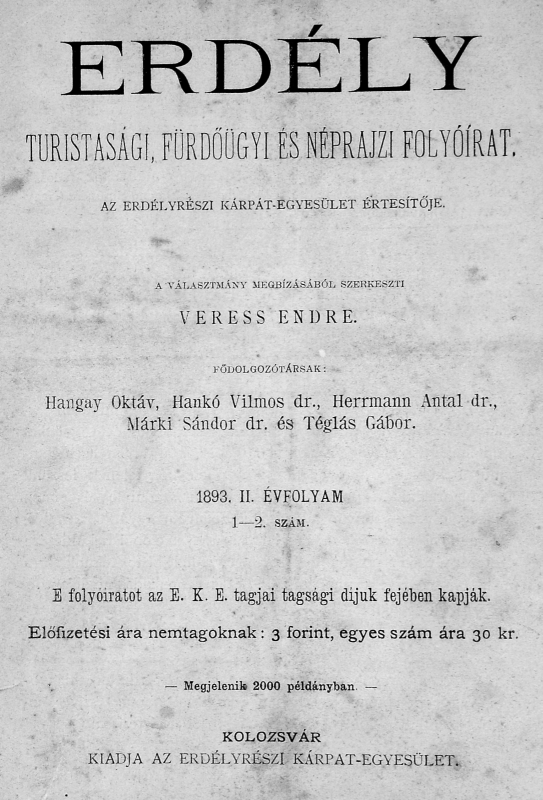 ERDÉLY
TURISTASÁGI, FÜRDŐÜGYI ÉS NÉPRAJZI FOLYÓÍRAT.
AZ ERDÉLYRÉSZI KÁRPÁT-EGYESÜLET ÉRTESÍTŐJE.
A VÁLASZTMÁNY MEGBÍZÁSÁBÓL SZERKESZTI
VERESS ENDRE.
FŐDOLGOZÓTÁRSAK:
Hangay Oktáv, Hankó Vilmos dr., Herrmann Antal dr.,
Márki Sándor dr. és Téglás Gábor.
1893. II. ÉVFOLYAM
1—2. SZÁM.
E folyóiratot az E. K. E. tagjai tagsági dijuk fejében kapják.
Előfizetési ára nemtagoknak: 3 forint, egyes szám ára 30 kr.
— Megjelenik 2000 példányban. —
KOLOZSVÁR
KIADJA AZ ERDÉLYRÉSZI KÁRPÁT-EGYESÜLET.